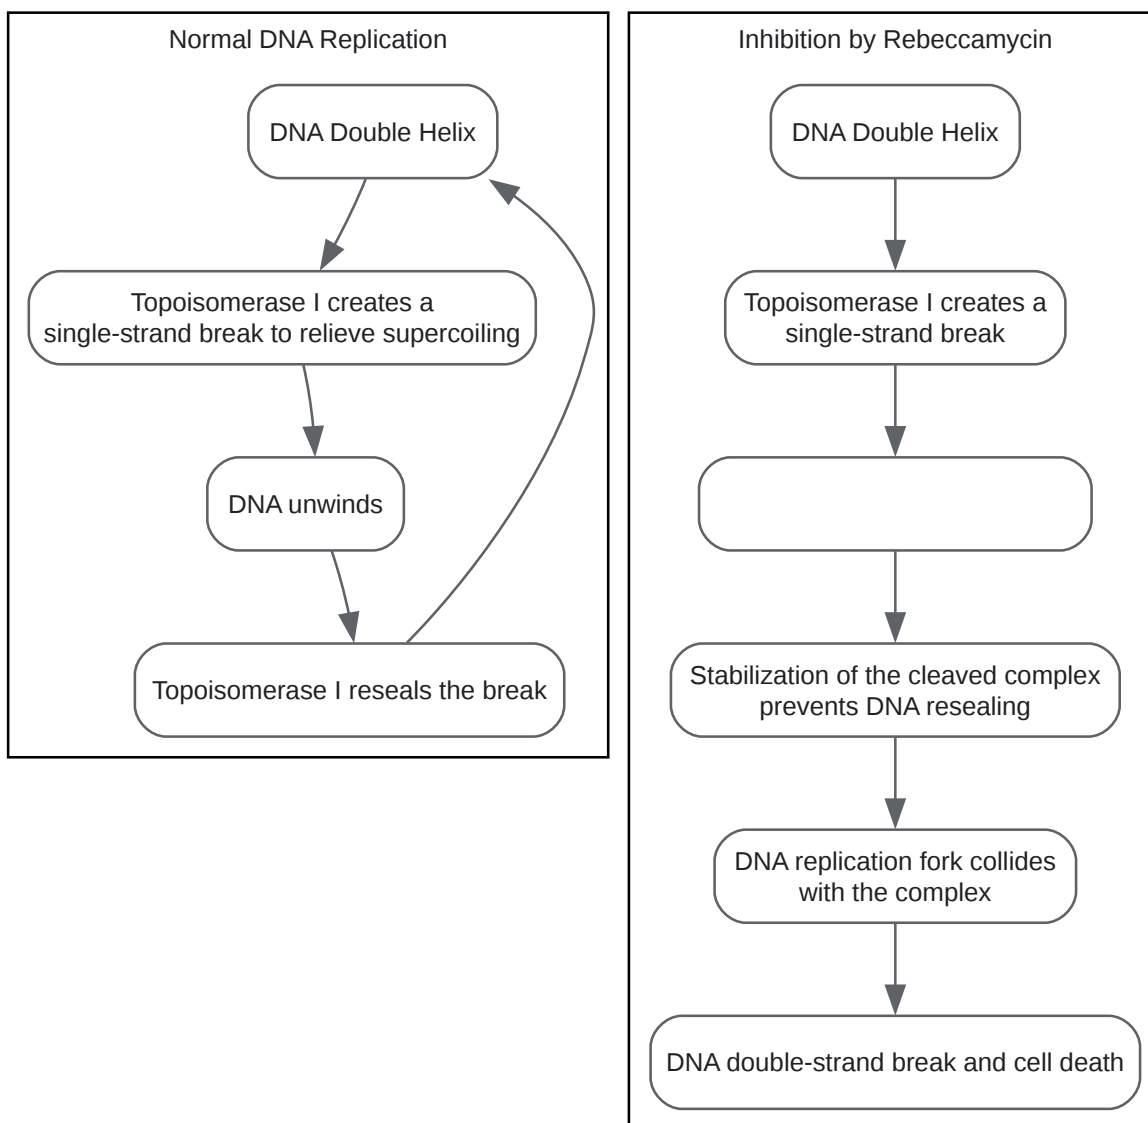 Normal DNA Replication
DNA Double Helix
Topoisomerase I creates a
single-strand break to relieve supercoiling
DNA unwinds
Topoisomerase I reseals the break
Inhibition by Rebeccamycin
DNA Double Helix
Topoisomerase I creates a
single-strand break
Stabilization of the cleaved complex
prevents DNA resealing
DNA replication fork collides
with the complex
DNA double-strand break and cell death